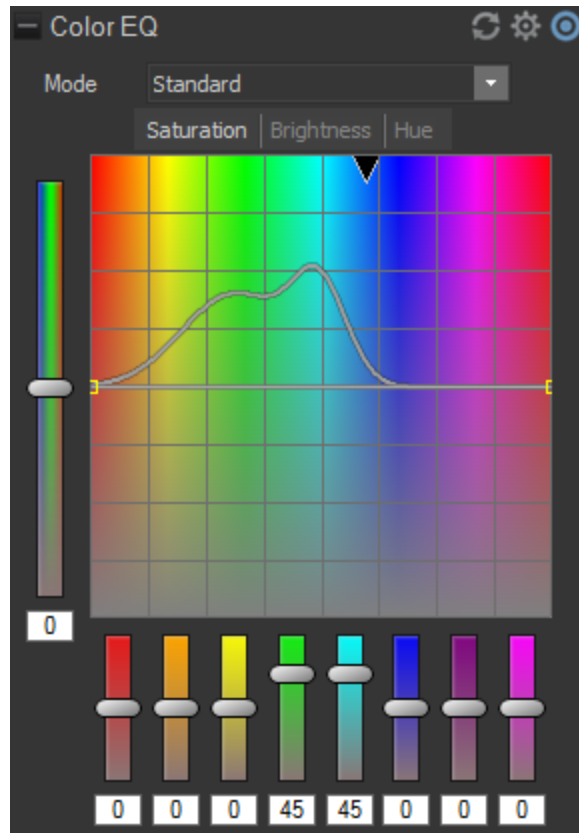 Color EQ
Mode Standard
Saturation Brightness Hue
0
0 0 0 45 45 0 0 0